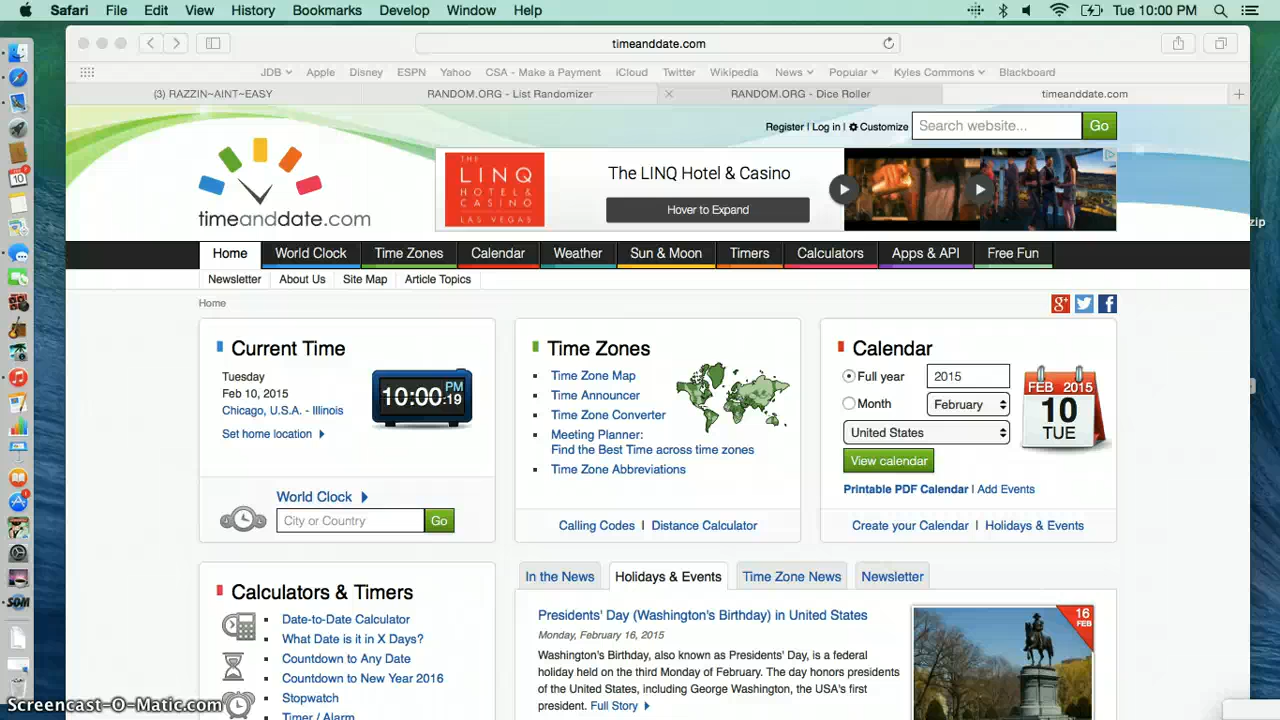 Safari File Edit View History Bookmarks Develop Window Help Tue 10:00 PM
timeanddate.com
JDB Apple Disney ESPN Yahoo CSA - Make a Payment iCloud Twitter Wikipedia News Popular Kyles Commons Blackboard
(3) RAZZIN~AINT~EASY RANDOM.ORG - List Randomizer RANDOM.ORG - Dice Roller timeanddate.com
Register | Log in | Customize Search website... Go
timeanddate.com
THE LINQ HOTEL & CASINO LAS VEGAS
The LINQ Hotel & Casino
Hover to Expand
zip
Home World Clock Time Zones Calendar Weather Sun & Moon Timers Calculators Apps & API Free Fun
Newsletter About Us Site Map Article Topics
Home
Current Time
Tuesday
Feb 10, 2015
Chicago, U.S.A. - Illinois
Set home location
10:00:19 PM
World Clock
City or Country Go
Time Zones
Time Zone Map
Time Announcer
Time Zone Converter
Meeting Planner:
Find the Best Time across time zones
Time Zone Abbreviations
Calling Codes | Distance Calculator
Calendar
Full year 2015
Month February
United States
View calendar
FEB 2015
10
TUE
Printable PDF Calendar | Add Events
Create your Calendar | Holidays & Events
Calculators & Timers
Date-to-Date Calculator
What Date is it in X Days?
Countdown to Any Date
Countdown to New Year 2016
Stopwatch
Timer / Alarm
In the News Holidays & Events Time Zone News Newsletter
Presidents' Day (Washington's Birthday) in United States
Monday, February 16, 2015
Washington's Birthday, also known as Presidents' Day, is a federal
holiday held on the third Monday of February. The day honors presidents
of the United States, including George Washington, the USA's first
president. Full Story
16
FEB
Screencast-O-Matic.com